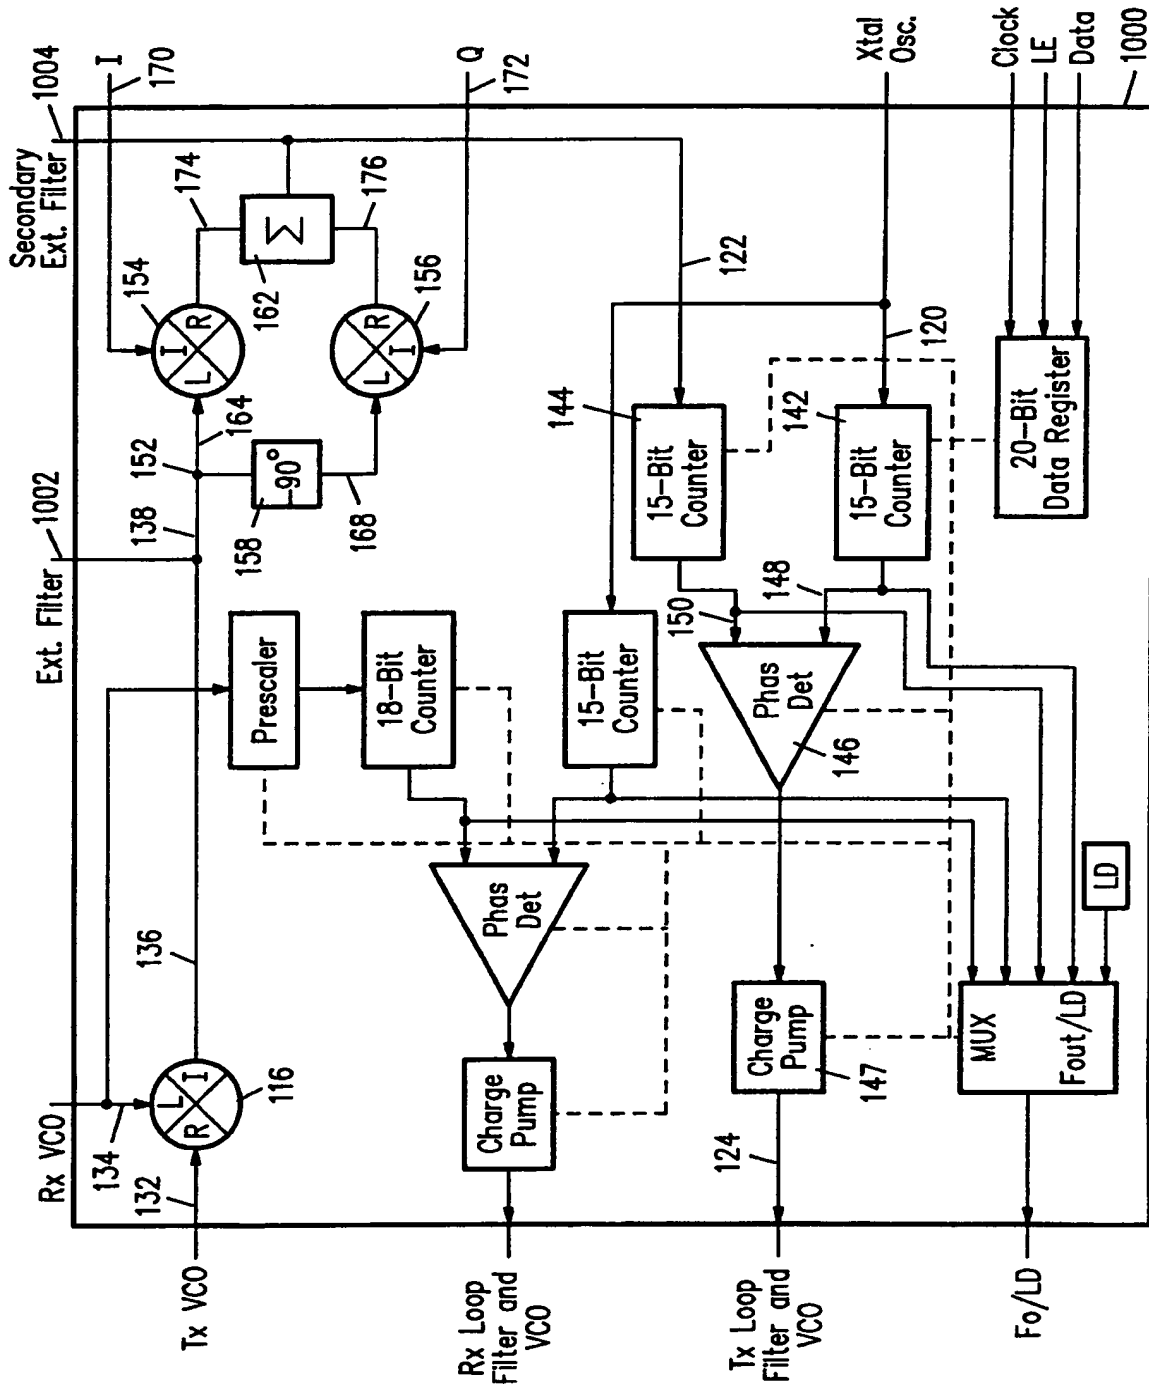 Secondary
Ext. Filter
1004
Ext. Filter
1002
Rx VCO
I
170
134
L
I
R
116
132
Tx VCO
136
138
152
164
L
I
R
154
174
158
-90°
168
162
Σ
176
L
I
R
156
Q
172
Prescaler
18-Bit
Counter
Phas
Det
Charge
Pump
Rx Loop
Filter and
VCO
144
15-Bit
Counter
15-Bit
Counter
122
150
148
142
15-Bit
Counter
120
Xtal
Osc.
Phas
Det
146
Charge
Pump
147
124
Tx Loop
Filter and
VCO
20-Bit
Data Register
Clock
LE
Data
MUX
Fout/LD
LD
Fo/LD
1000